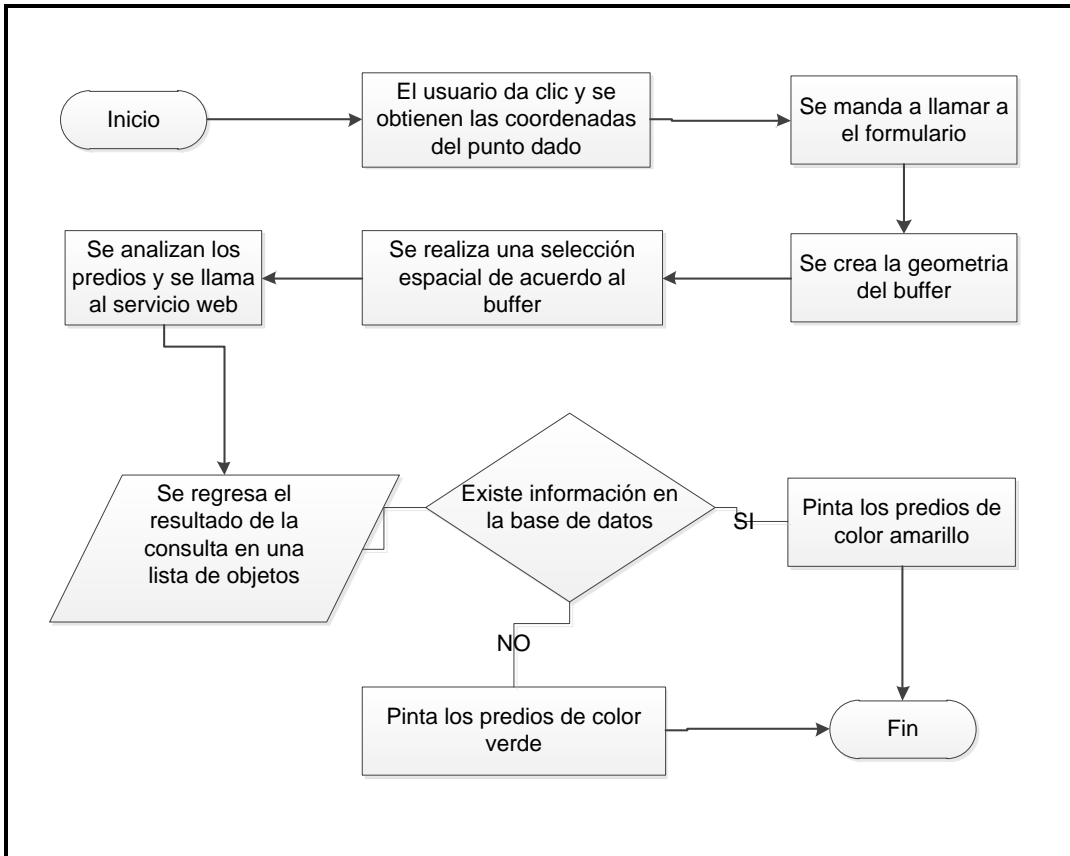 Inicio
El usuario da clic y se
obtienen las coordenadas
del punto dado
Se manda a llamar a
el formulario
Se crea la geometria
del buffer
Se realiza una selección
espacial de acuerdo al
buffer
Se analizan los
predios y se llama
al servicio web
Se regresa el
resultado de la
consulta en una
lista de objetos
Existe información en
la base de datos
SI
Pinta los predios de
color amarillo
NO
Pinta los predios de color
verde
Fin